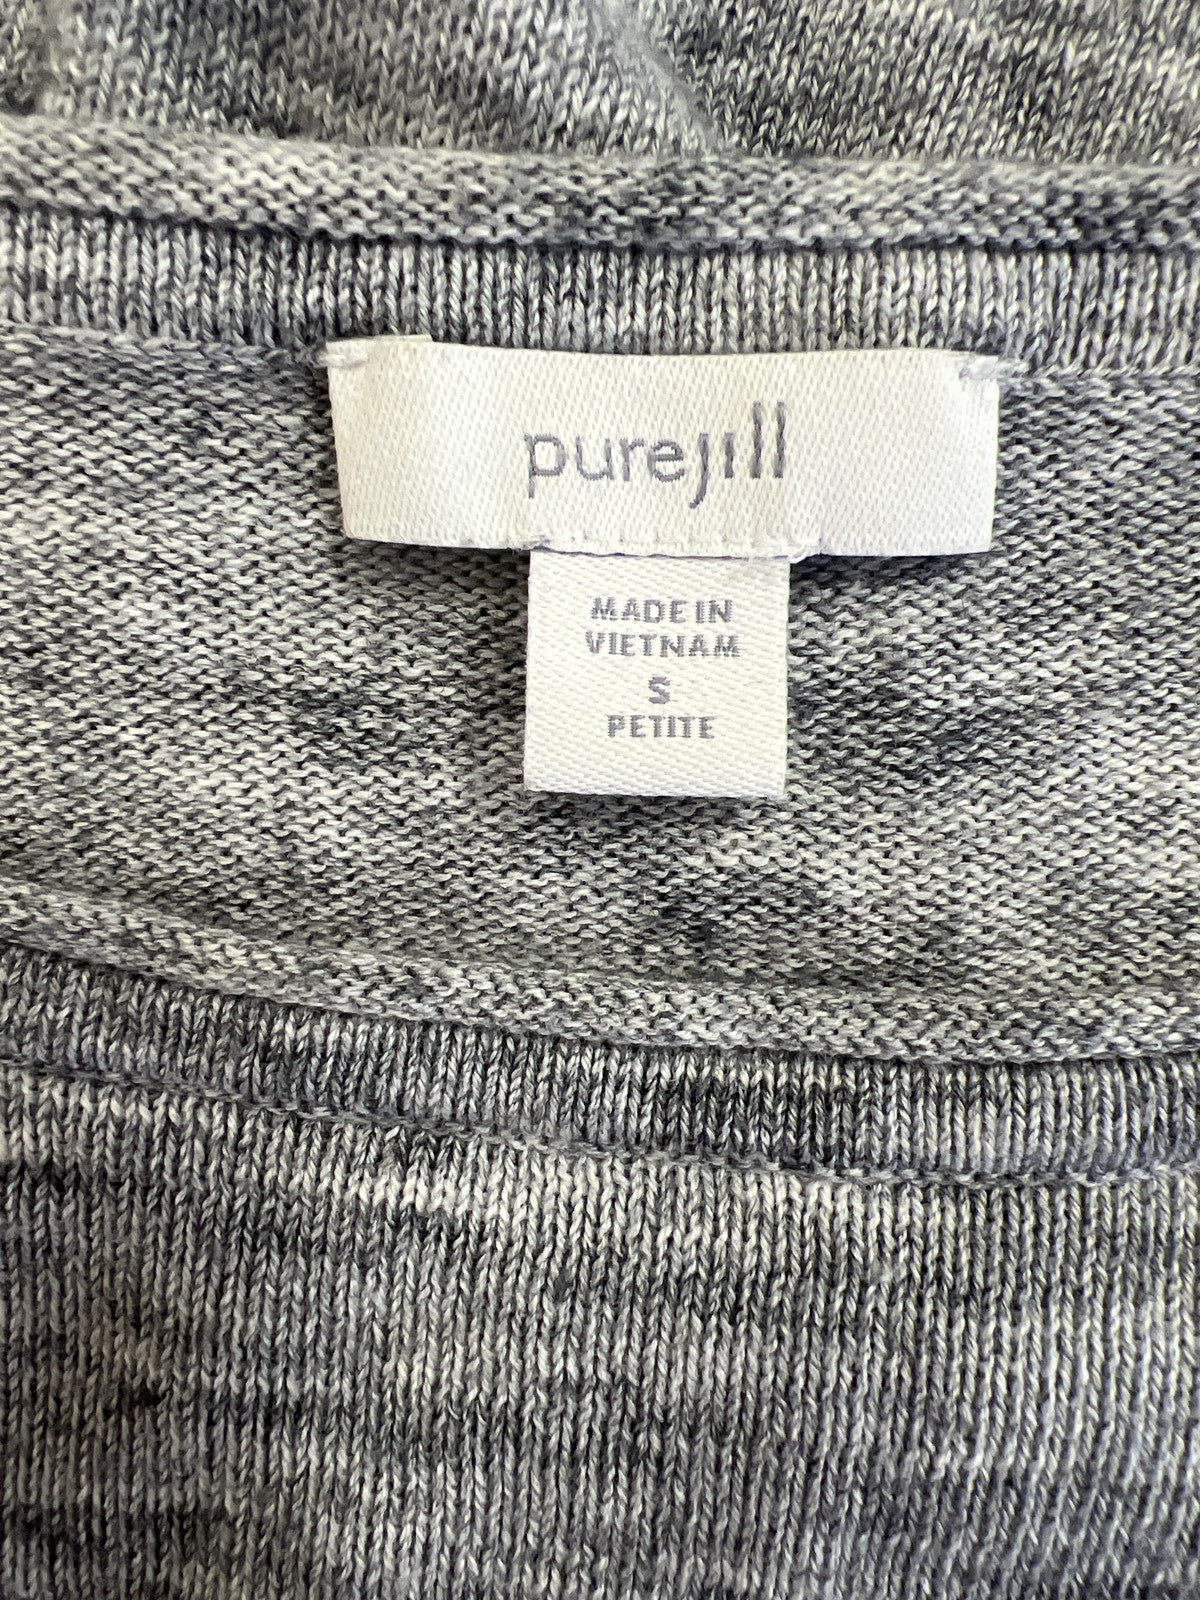 purejill
MADE IN
VIETNAM
S
PETITE